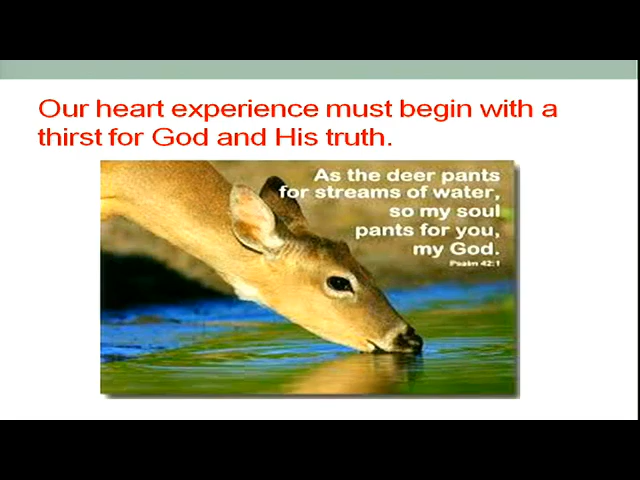 Our heart experience must begin with a
thirst for God and His truth.
As the deer pants
for streams of water,
so my soul
pants for you,
my God.
Psalm 42:1